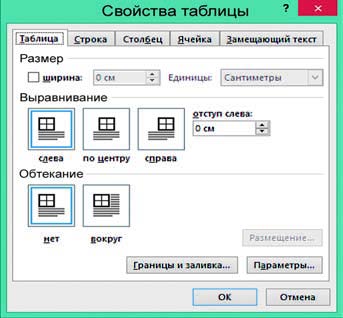 Свойства таблицы ? ×
Таблица Строка Столбец Ячейка Замещающий текст
Размер
ширина: 0 см Единицы: Сантиметры
Выравнивание
отступ слева:
0 см
слева по центру справа
Обтекание
нет вокруг
Размещение...
Границы и заливка... Параметры...
ОК Отмена